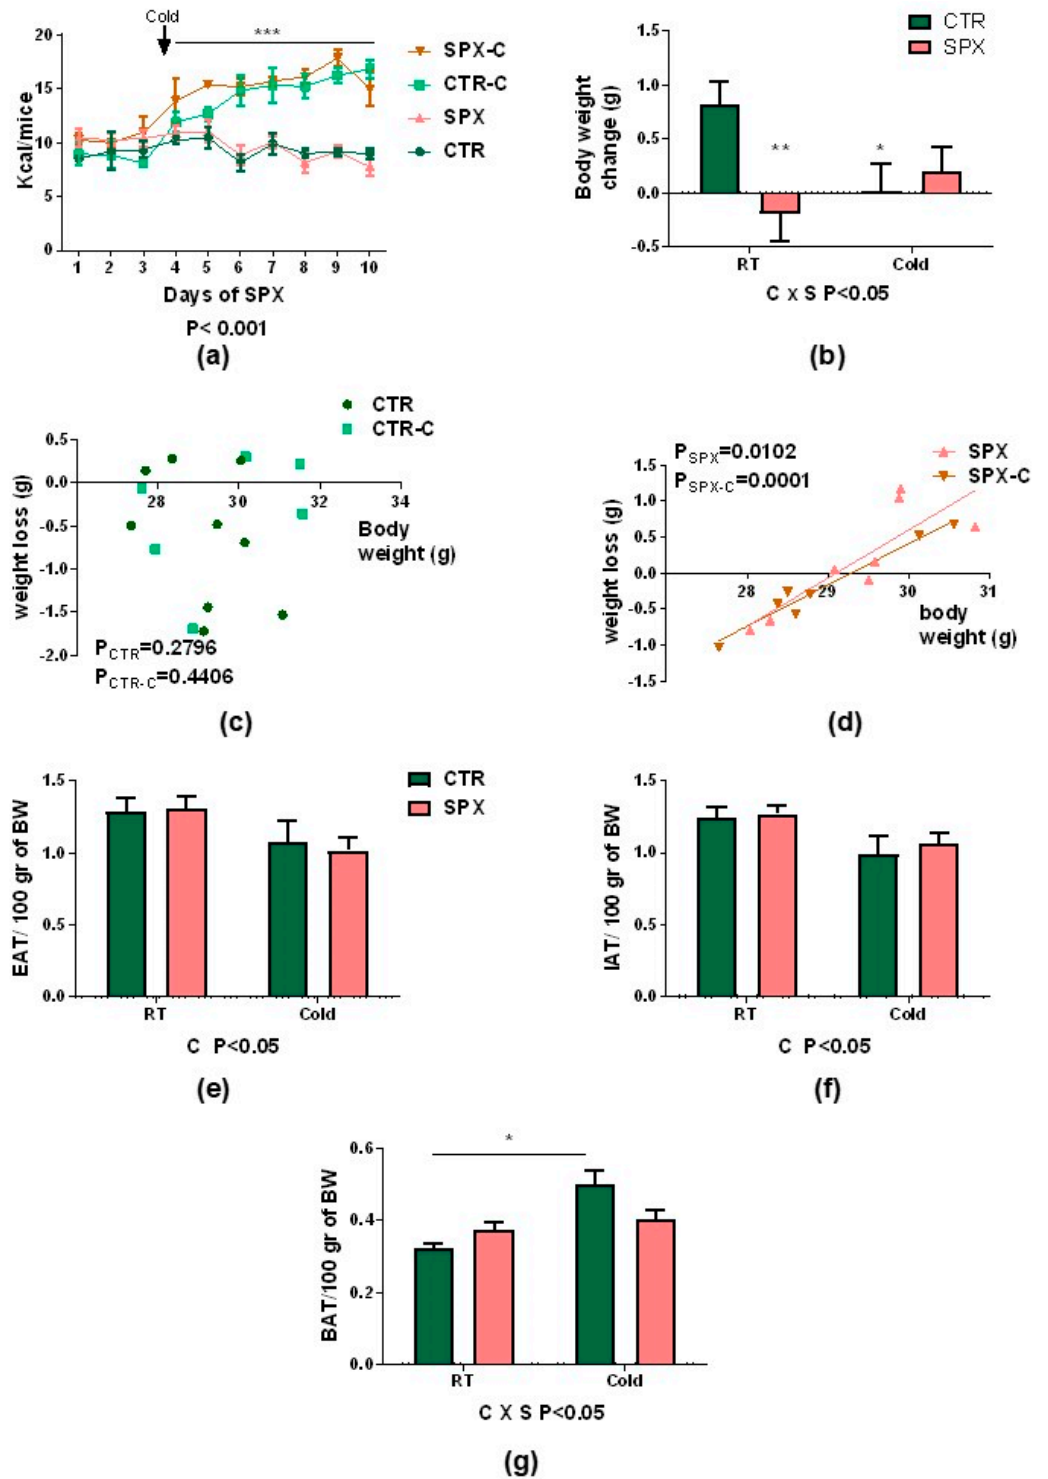 Cold
***
20
15
10
5
0
Kcal/mice
1 2 3 4 5 6 7 8 9 10
Days of SPX
P< 0.001
SPX-C
CTR-C
SPX
CTR
(a)
CTR
SPX
1.5
1.0
0.5
0.0
-0.5
Body weight
change (g)
**
*
RT Cold
C x S P<0.05
(b)
CTR
CTR-C
0.5
0.0
-0.5
-1.0
-1.5
-2.0
weight loss (g)
28 30 32 34
Body
weight (g)
PCTR=0.2796
PCTR-C=0.4406
(c)
PSPX=0.0102
PSPX-C=0.0001
SPX
SPX-C
1.5
1.0
0.5
0.0
-0.5
-1.0
-1.5
weight loss (g)
28 29 30 31
body
weight (g)
(d)
CTR
SPX
1.5
1.0
0.5
0.0
EAT/ 100 gr of BW
RT Cold
C P<0.05
(e)
1.5
1.0
0.5
0.0
IAT/ 100 gr of BW
RT Cold
C P<0.05
(f)
*
0.6
0.4
0.2
0.0
BAT/100 gr of BW
RT Cold
C X S P<0.05
(g)